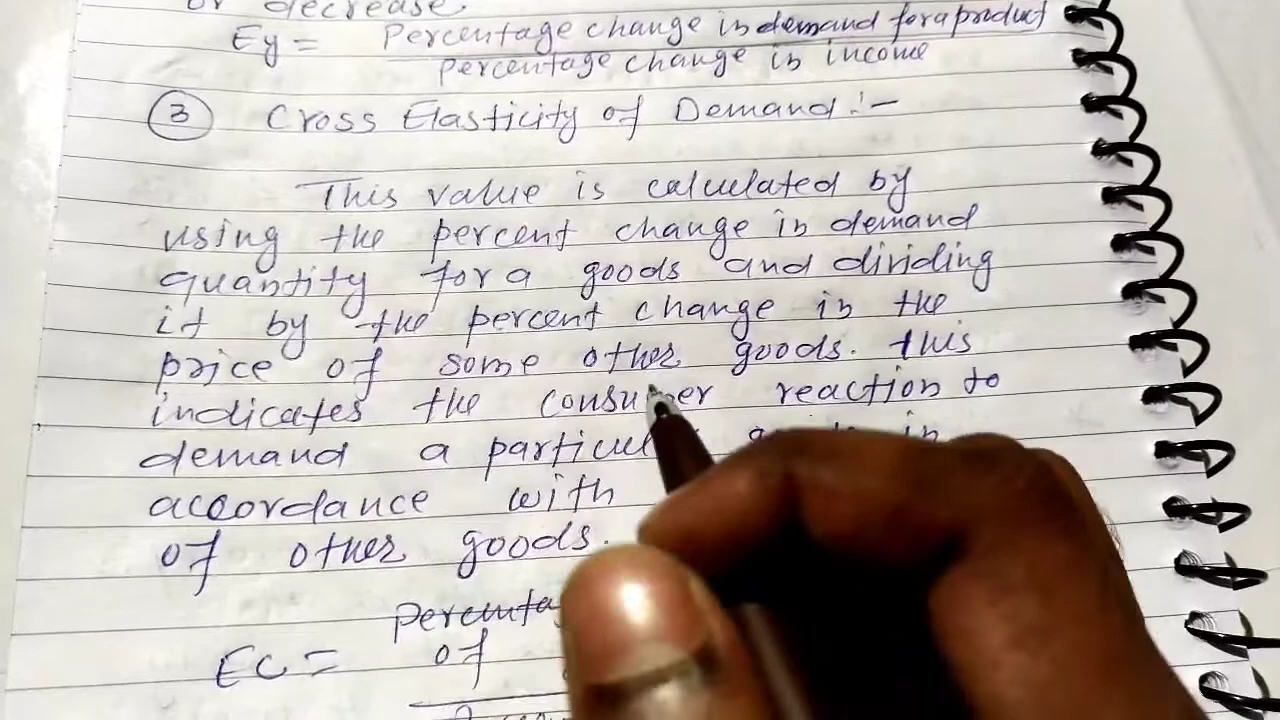 or decrease.
Ey = Percentage change in demand for a product
Percentage change in income
3 Cross Elasticity of Demand :-
This value is calculated by
using the percent change in demand
quantity for a goods and dividing
it by the percent change in the
price of some other goods. this
indicates the consumer reaction to
demand a in
accordance with
of other goods.
EC = of